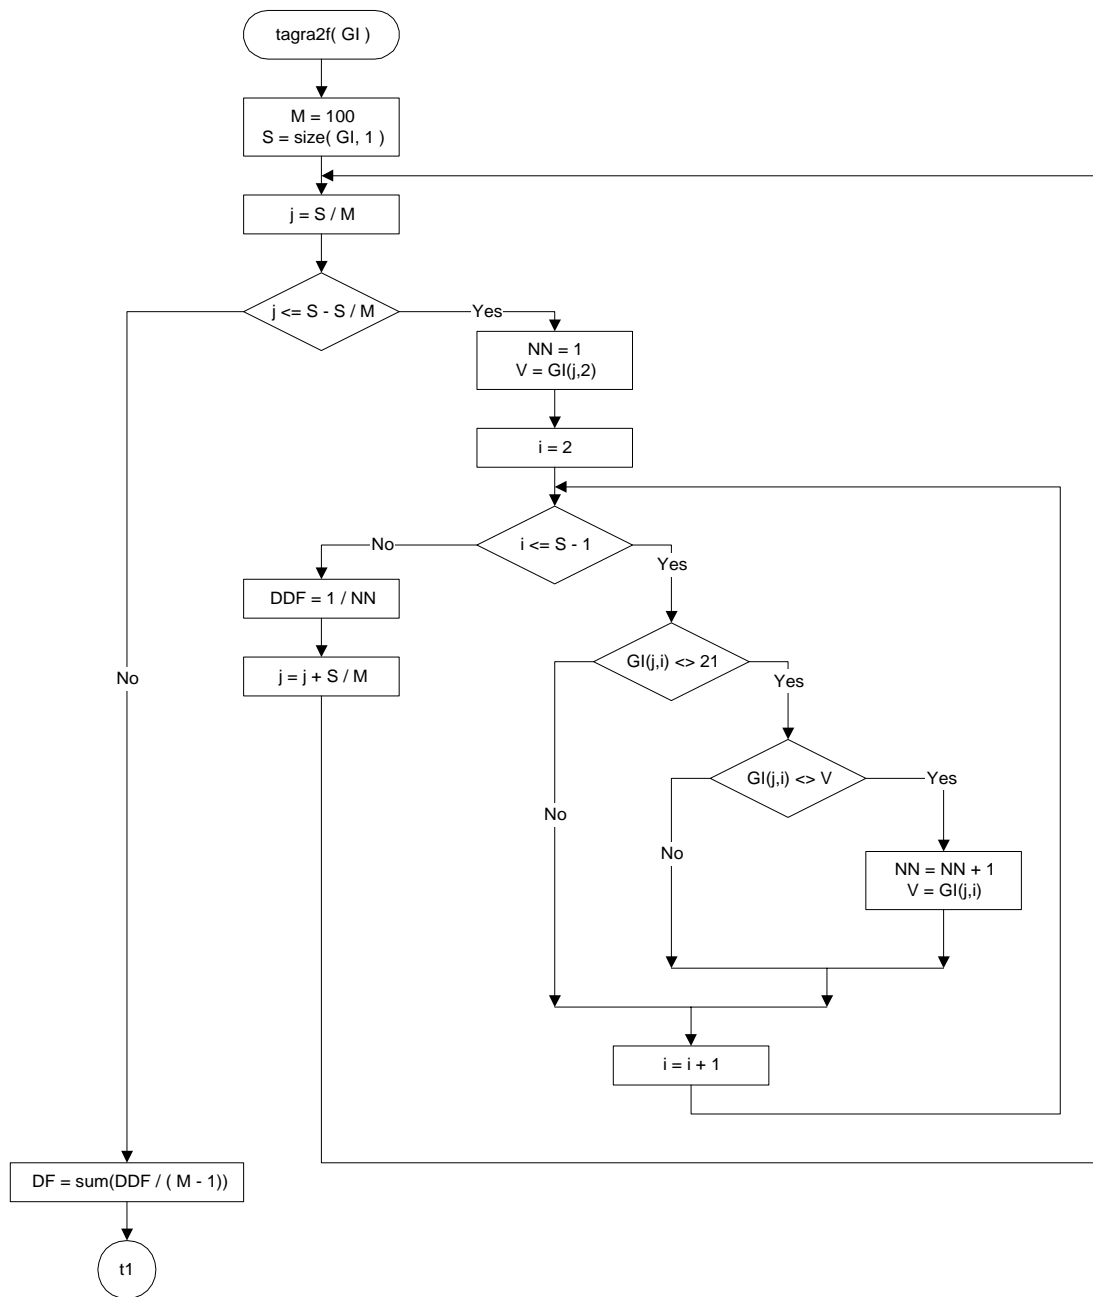 tagra2f( GI )
M = 100
S = size( GI, 1 )
j = S / M
j <= S - S / M
Yes
NN = 1
V = GI(j,2)
i = 2
i <= S - 1
No
Yes
DDF = 1 / NN
j = j + S / M
GI(j,i) <> 21
No
Yes
GI(j,i) <> V
Yes
No
No
NN = NN + 1
V = GI(j,i)
i = i + 1
DF = sum(DDF / ( M - 1))
t1